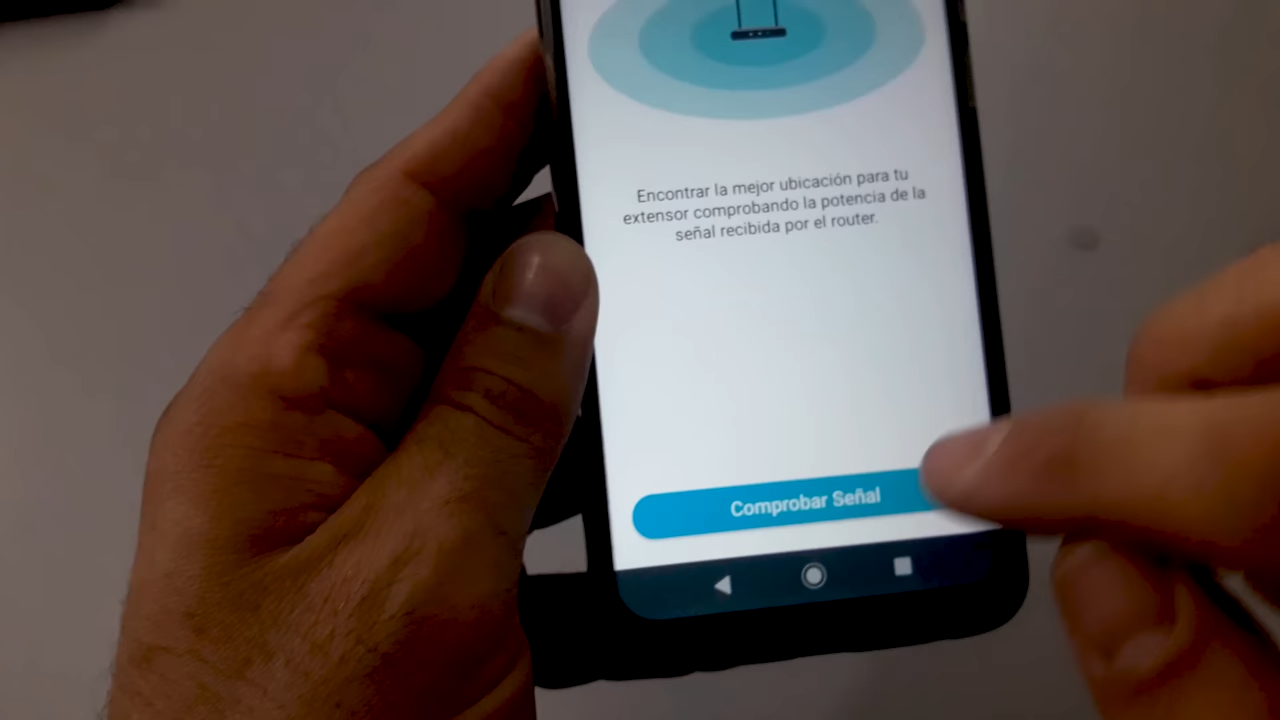 Encontrar la mejor ubicación para tu
extensor comprobando la potencia de la
señal recibida por el router.
Comprobar Señal